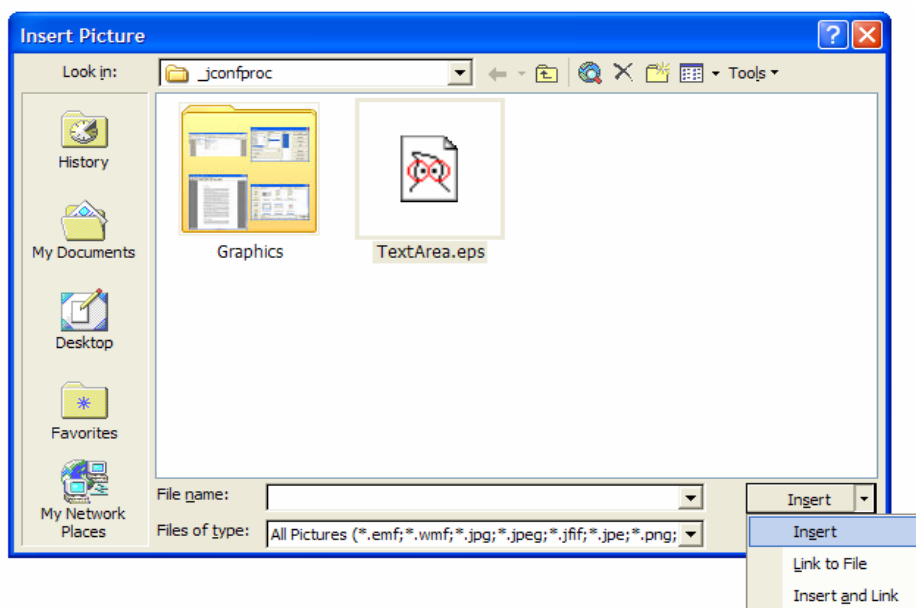 Insert Picture
Look in:
_jconfproc
Tools
History
My Documents
Desktop
Favorites
My Network
Places
Graphics
TextArea.eps
File name:
Files of type:
All Pictures (*.emf;*.wmf;*.jpg;*.jpeg;*.jfif;*.jpe;*.png;
Insert
Insert
Link to File
Insert and Link